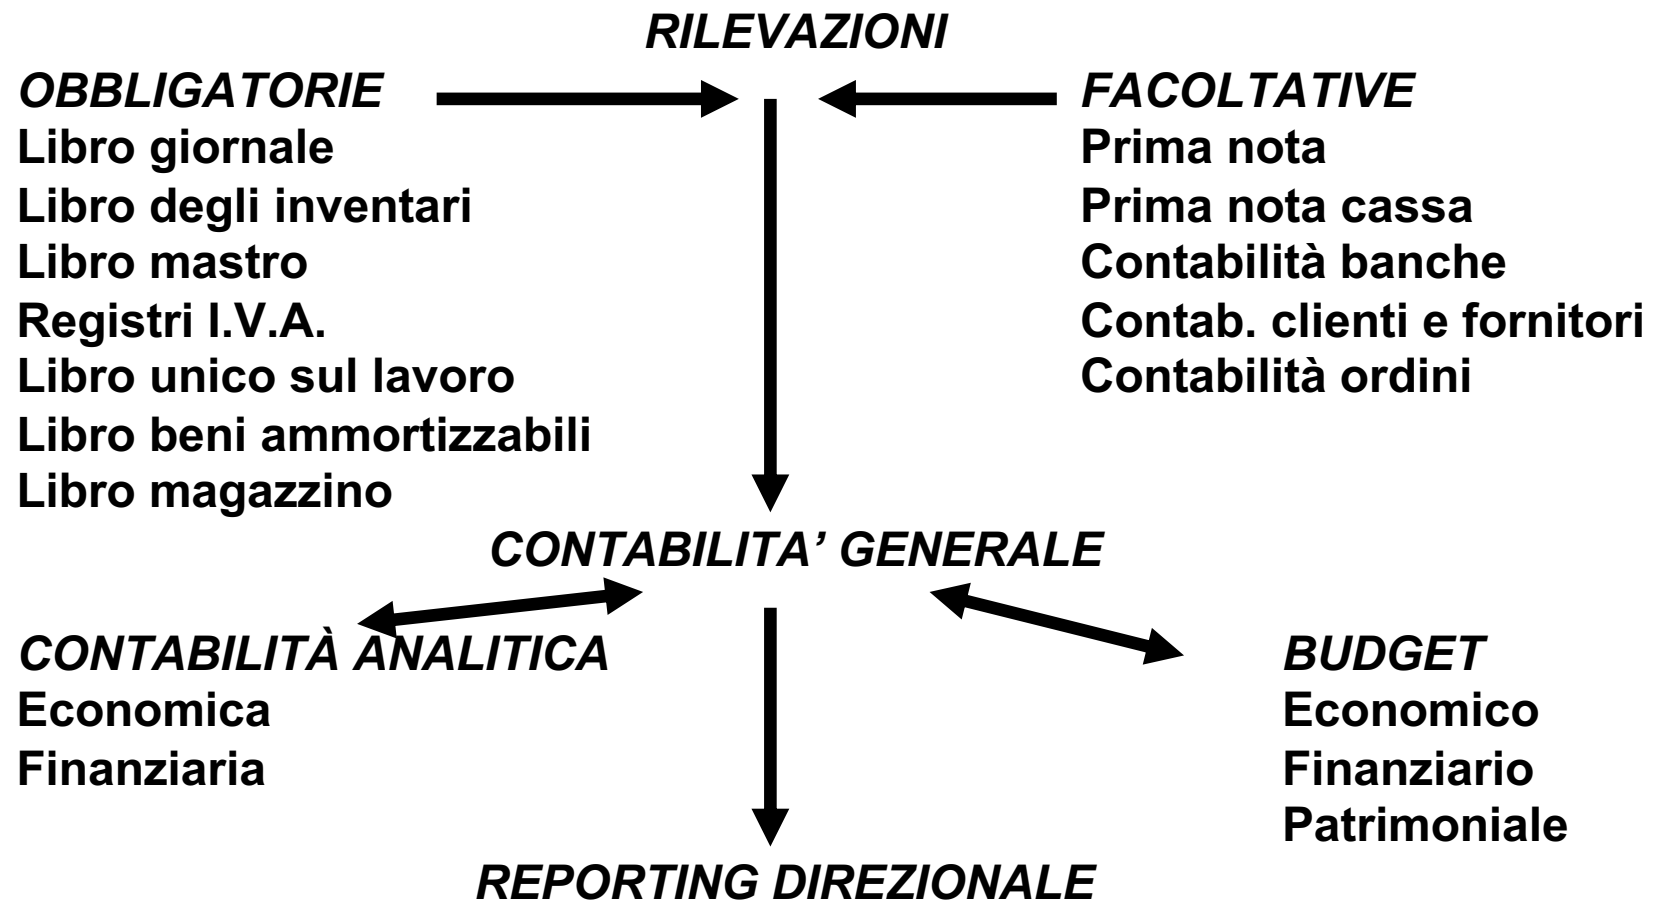 RILEVAZIONI
OBBLIGATORIE
Libro giornale
Libro degli inventari
Libro mastro
Registri I.V.A.
Libro unico sul lavoro
Libro beni ammortizzabili
Libro magazzino
FACOLTATIVE
Prima nota
Prima nota cassa
Contabilità banche
Contab. clienti e fornitori
Contabilità ordini
CONTABILITA’ GENERALE
CONTABILITÀ ANALITICA
Economica
Finanziaria
BUDGET
Economico
Finanziario
Patrimoniale
REPORTING DIREZIONALE